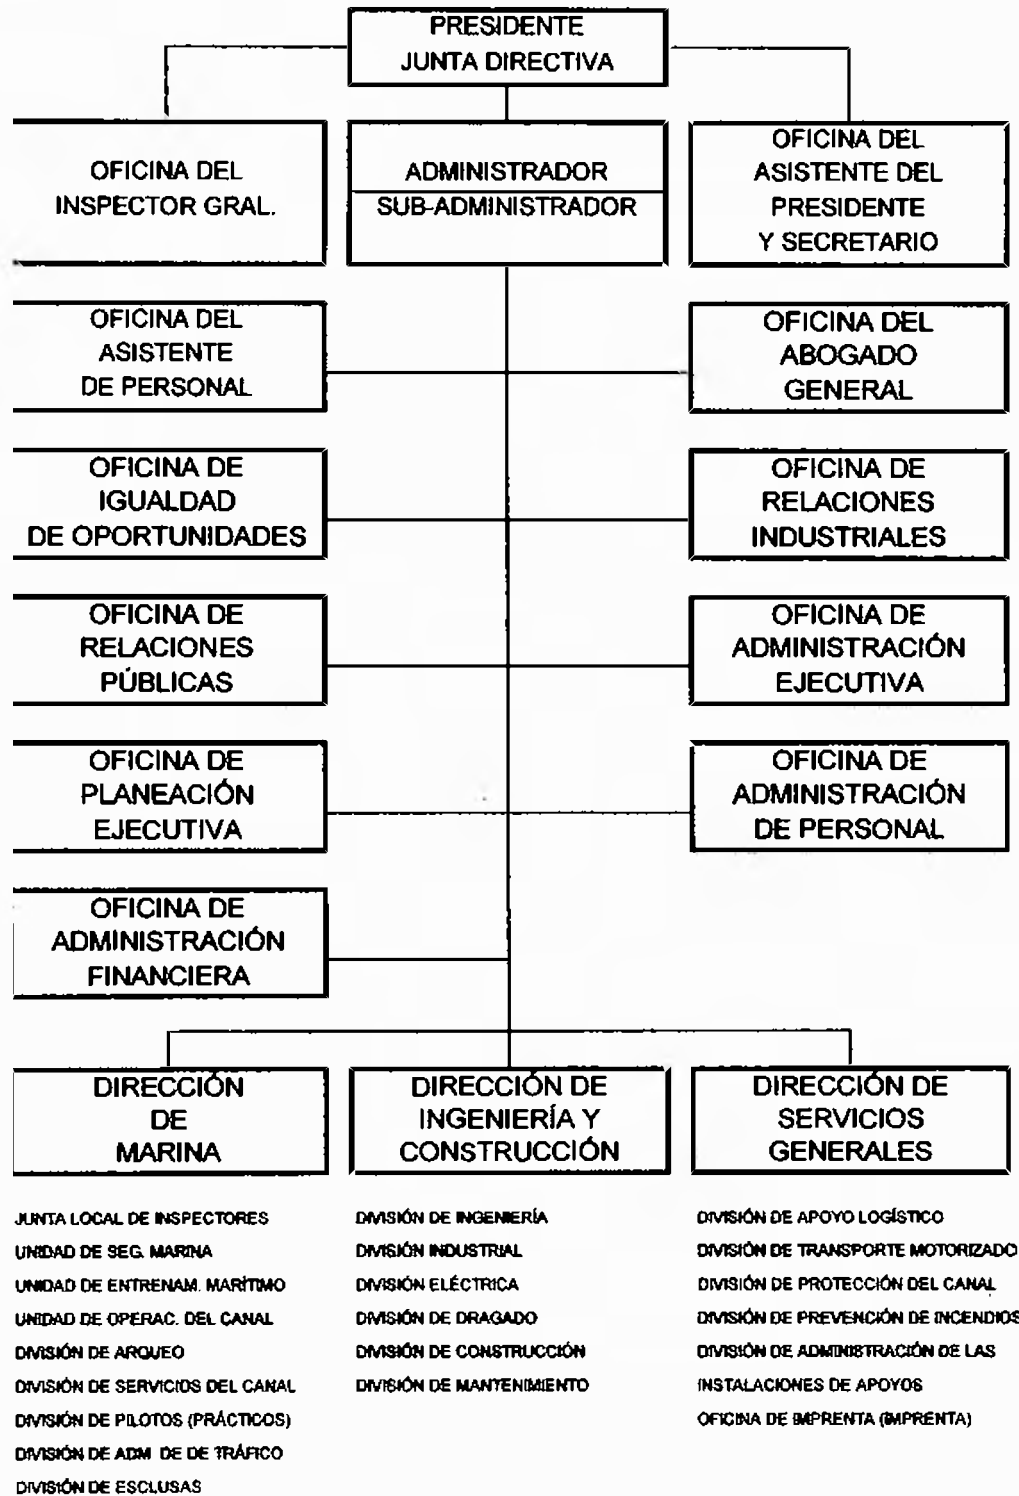 PRESIDENTE
JUNTA DIRECTIVA
OFICINA DEL
INSPECTOR GRAL.
ADMINISTRADOR
SUB-ADMINISTRADOR
OFICINA DEL
ASISTENTE DEL
PRESIDENTE
Y SECRETARIO
OFICINA DEL
ASISTENTE
DE PERSONAL
OFICINA DEL
ABOGADO
GENERAL
OFICINA DE
IGUALDAD
DE OPORTUNIDADES
OFICINA DE
RELACIONES
INDUSTRIALES
OFICINA DE
RELACIONES
PÚBLICAS
OFICINA DE
ADMINISTRACIÓN
EJECUTIVA
OFICINA DE
PLANEACIÓN
EJECUTIVA
OFICINA DE
ADMINISTRACIÓN
DE PERSONAL
OFICINA DE
ADMINISTRACIÓN
FINANCIERA
DIRECCIÓN
DE
MARINA
DIRECCIÓN DE
INGENIERÍA Y
CONSTRUCCIÓN
DIRECCIÓN DE
SERVICIOS
GENERALES
JUNTA LOCAL DE INSPECTORES
UNIDAD DE SEG. MARINA
UNIDAD DE ENTRENAM. MARÍTIMO
UNIDAD DE OPERAC. DEL CANAL
DIVISIÓN DE ARQUEO
DIVISIÓN DE SERVICIOS DEL CANAL
DIVISIÓN DE PILOTOS (PRÁCTICOS)
DIVISIÓN DE ADM DE DE TRÁFICO
DIVISIÓN DE ESCLUSAS
DIVISIÓN DE INGENIERÍA
DIVISIÓN INDUSTRIAL
DIVISIÓN ELÉCTRICA
DIVISIÓN DE DRAGADO
DIVISIÓN DE CONSTRUCCIÓN
DIVISIÓN DE MANTENIMIENTO
DIVISIÓN DE APOYO LOGÍSTICO
DIVISIÓN DE TRANSPORTE MOTORIZADO
DIVISIÓN DE PROTECCIÓN DEL CANAL
DIVISIÓN DE PREVENCIÓN DE INCENDIOS
DIVISIÓN DE ADMINISTRACIÓN DE LAS
INSTALACIONES DE APOYOS
OFICINA DE IMPRENTA (IMPRENTA)